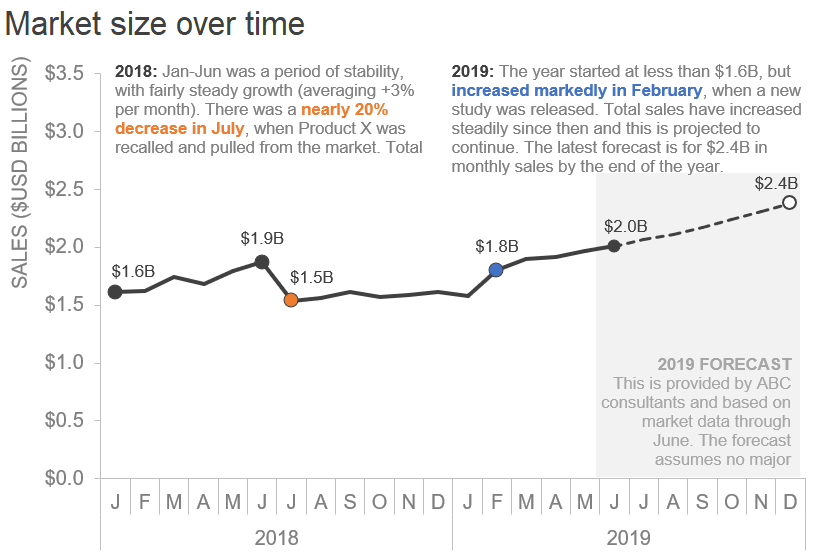 Market size over time
SALES ($USD BILLIONS)
$3.5
$3.0
$2.5
$2.0
$1.5
$1.0
$0.5
$0.0
2018: Jan-Jun was a period of stability,
with fairly steady growth (averaging +3%
per month). There was a nearly 20%
decrease in July, when Product X was
recalled and pulled from the market. Total
2019: The year started at less than $1.6B, but
increased markedly in February, when a new
study was released. Total sales have increased
steadily since then and this is projected to
continue. The latest forecast is for $2.4B in
monthly sales by the end of the year.
$1.6B
$1.9B
$1.5B
$1.8B
$2.0B
$2.4B
2019 FORECAST
This is provided by ABC
consultants and based on
market data through
June. The forecast
assumes no major
J F M A M J J A S O N D J F M A M J J A S O N D
2018 2019